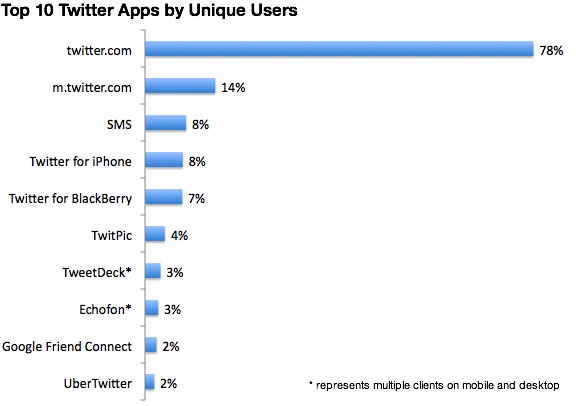 Top 10 Twitter Apps by Unique Users
twitter.com 78%
m.twitter.com 14%
SMS 8%
Twitter for iPhone 8%
Twitter for BlackBerry 7%
TwitPic 4%
TweetDeck* 3%
Echofon* 3%
Google Friend Connect 2%
UberTwitter 2%
* represents multiple clients on mobile and desktop